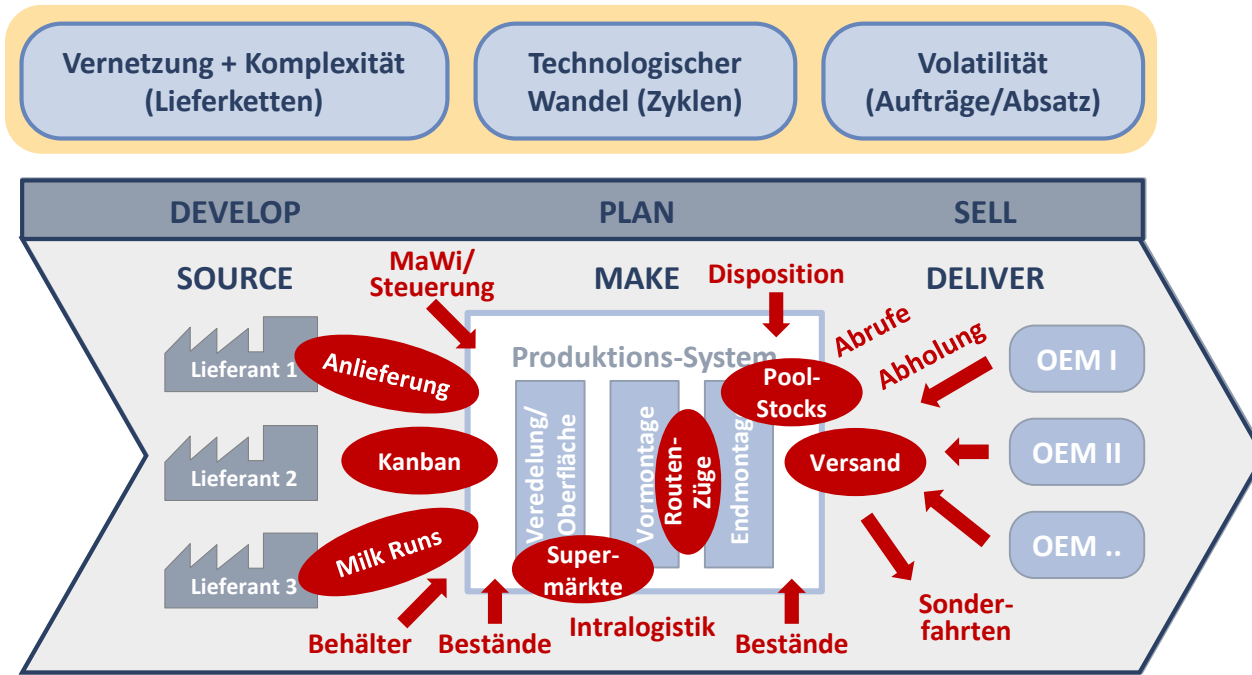 Vernetzung + Komplexität
(Lieferketten)
Technologischer
Wandel (Zyklen)
Volatilität
(Aufträge/Absatz)
DEVELOP
PLAN
SELL
SOURCE
MAKE
DELIVER
MaWi/
Steuerung
Disposition
Abrufe
Abholung
Lieferant 1
Anlieferung
Produktions-System
Pool-
Stocks
OEM I
Lieferant 2
Kanban
Veredelung/
Oberfläche
Vormontage
Routen-
Züge
Endmontage
Versand
OEM II
Lieferant 3
Milk Runs
Super-
märkte
OEM ..
Behälter
Bestände
Intralogistik
Bestände
Sonder-
fahrten